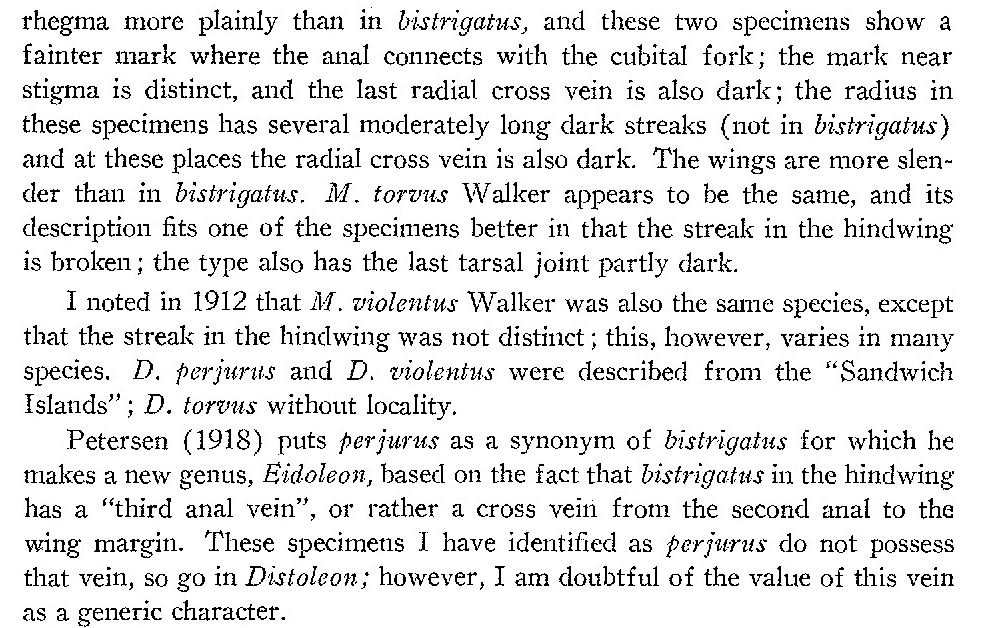 rhegma more plainly than in bistrigatus, and these two specimens show a
fainter mark where the anal connects with the cubital fork; the mark near
stigma is distinct, and the last radial cross vein is also dark; the radius in
these specimens has several moderately long dark streaks (not in bistrigatus)
and at these places the radial cross vein is also dark. The wings are more slen-
der than in bistrigatus. M. torvus Walker appears to be the same, and its
description fits one of the specimens better in that the streak in the hindwing
is broken; the type also has the last tarsal joint partly dark.
I noted in 1912 that M. violentus Walker was also the same species, except
that the streak in the hindwing was not distinct; this, however, varies in many
species. D. perjurus and D. violentus were described from the "Sandwich
Islands"; D. torvus without locality.
Petersen (1918) puts perjurus as a synonym of bistrigatus for which he
makes a new genus, Eidoleon, based on the fact that bistrigatus in the hindwing
has a "third anal vein", or rather a cross vein from the second anal to the
wing margin. These specimens I have identified as perjurus do not possess
that vein, so go in Distoleon; however, I am doubtful of the value of this vein
as a generic character.